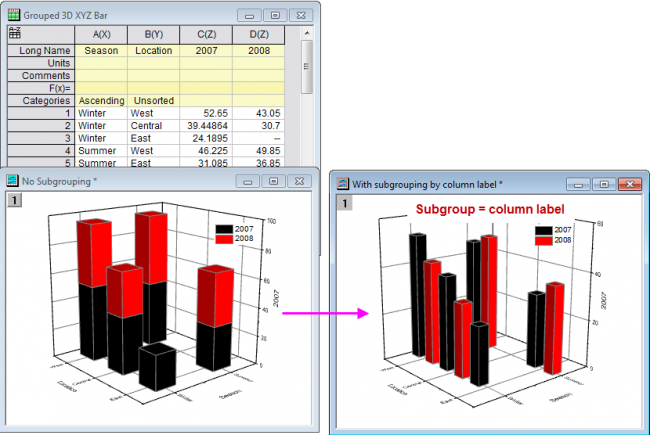 Grouped 3D XYZ Bar
A(X) B(Y) C(Z) D(Z)
Long Name Season Location 2007 2008
Units
Comments
F(x)=
Categories Ascending Unsorted
1 Winter West 52.65 43.05
2 Winter Central 39.44864 30.7
3 Winter East 24.1895 --
4 Summer West 46.225 49.85
5 Summer East 31.085 36.85
No Subgrouping *
1
2007
2008
100
80
60
40
20
0
2007
West
Central
East
Location
Winter
Summer
Season
With subgrouping by column label *
1
Subgroup = column label
2007
2008
60
40
20
0
2007
West
Central
East
Location
Winter
Summer
Season